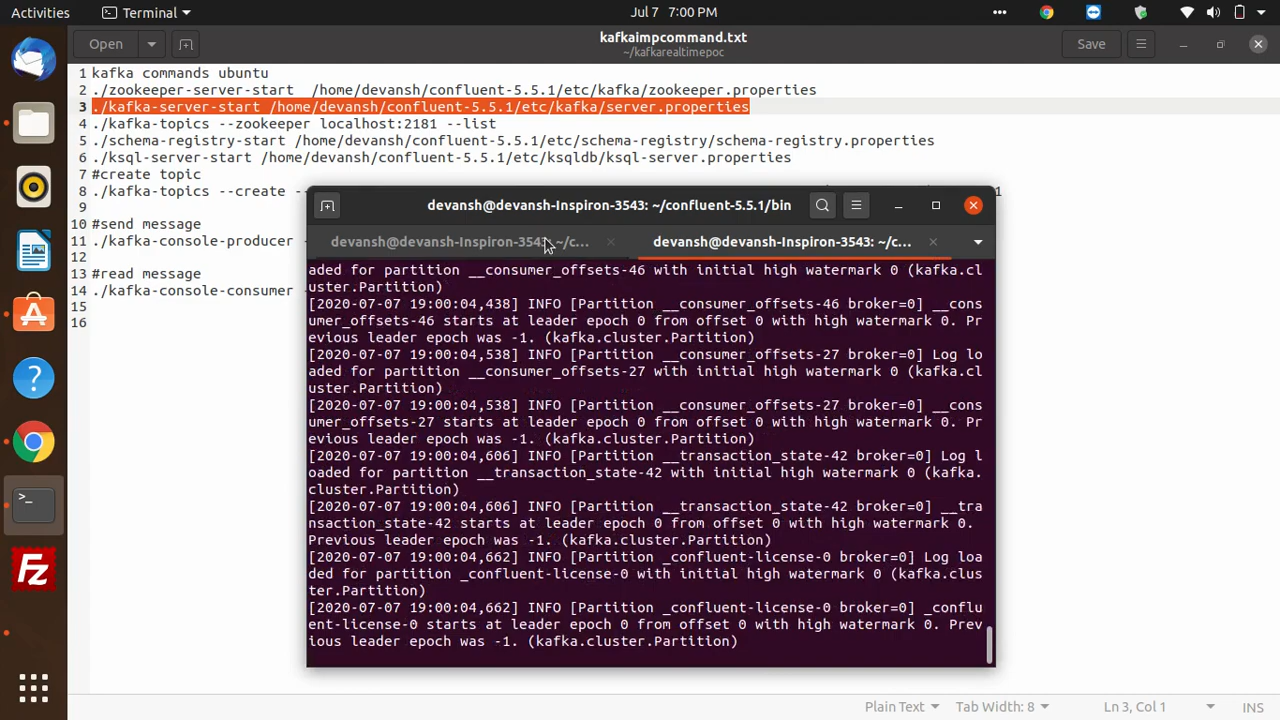 Activities Terminal Jul 7 7:00 PM
Open kafkaimpcommand.txt Save
~/kafkarealtimepoc
1 kafka commands ubuntu
2 ./zookeeper-server-start  /home/devansh/confluent-5.5.1/etc/kafka/zookeeper.properties
3 ./kafka-server-start /home/devansh/confluent-5.5.1/etc/kafka/server.properties
4 ./kafka-topics --zookeeper localhost:2181 --list
5 ./schema-registry-start /home/devansh/confluent-5.5.1/etc/schema-registry/schema-registry.properties
6 ./ksql-server-start /home/devansh/confluent-5.5.1/etc/ksqldb/ksql-server.properties
7 #create topic
8 ./kafka-topics --create -- 1
9
10 #send message
11 ./kafka-console-producer -
12
13 #read message
14 ./kafka-console-consumer -
15
16
devansh@devansh-Inspiron-3543: ~/confluent-5.5.1/bin
devansh@devansh-Inspiron-3543: ~/c... devansh@devansh-Inspiron-3543: ~/c...
aded for partition __consumer_offsets-46 with initial high watermark 0 (kafka.cl
uster.Partition)
[2020-07-07 19:00:04,438] INFO [Partition __consumer_offsets-46 broker=0] __cons
umer_offsets-46 starts at leader epoch 0 from offset 0 with high watermark 0. Pr
evious leader epoch was -1. (kafka.cluster.Partition)
[2020-07-07 19:00:04,538] INFO [Partition __consumer_offsets-27 broker=0] Log lo
aded for partition __consumer_offsets-27 with initial high watermark 0 (kafka.cl
uster.Partition)
[2020-07-07 19:00:04,538] INFO [Partition __consumer_offsets-27 broker=0] __cons
umer_offsets-27 starts at leader epoch 0 from offset 0 with high watermark 0. Pr
evious leader epoch was -1. (kafka.cluster.Partition)
[2020-07-07 19:00:04,606] INFO [Partition __transaction_state-42 broker=0] Log l
oaded for partition __transaction_state-42 with initial high watermark 0 (kafka.
cluster.Partition)
[2020-07-07 19:00:04,606] INFO [Partition __transaction_state-42 broker=0] __tra
nsaction_state-42 starts at leader epoch 0 from offset 0 with high watermark 0.
Previous leader epoch was -1. (kafka.cluster.Partition)
[2020-07-07 19:00:04,662] INFO [Partition _confluent-license-0 broker=0] Log loa
ded for partition _confluent-license-0 with initial high watermark 0 (kafka.clus
ter.Partition)
[2020-07-07 19:00:04,662] INFO [Partition _confluent-license-0 broker=0] _conflu
ent-license-0 starts at leader epoch 0 from offset 0 with high watermark 0. Prev
ious leader epoch was -1. (kafka.cluster.Partition)
Plain Text Tab Width: 8 Ln 3, Col 1 INS